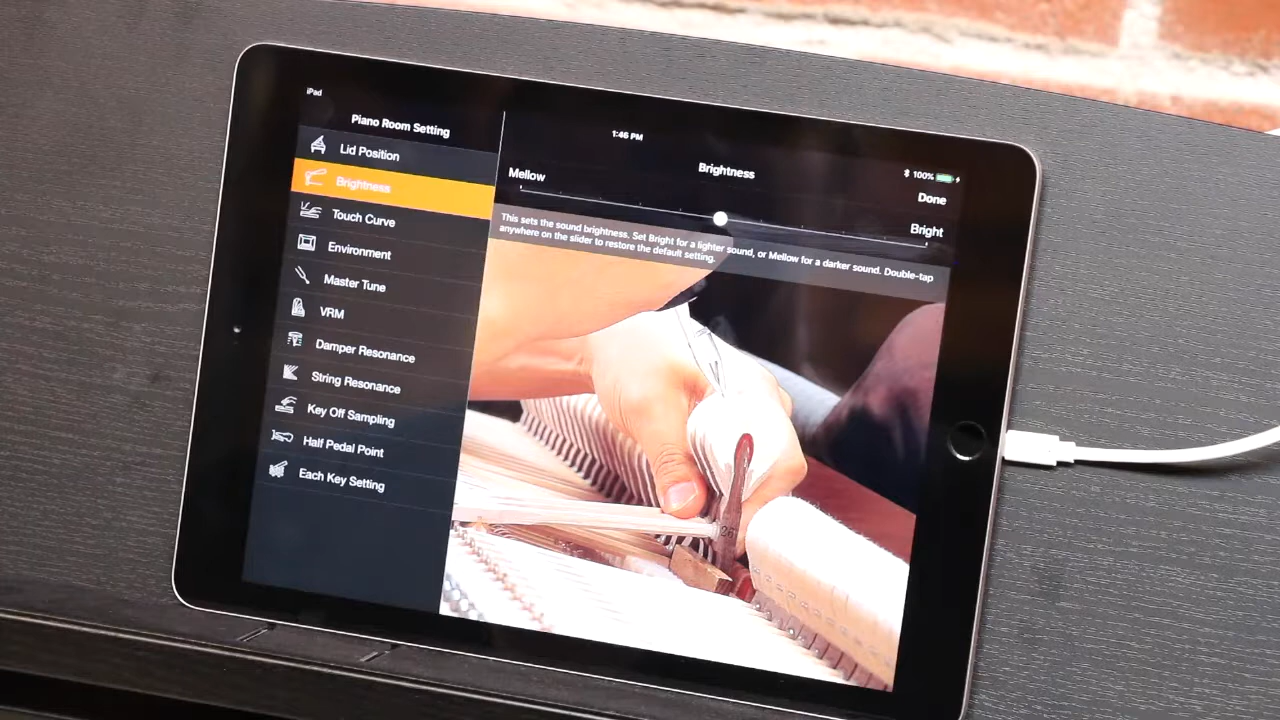 iPad
Piano Room Setting
Lid Position
Brightness
Touch Curve
Environment
Master Tune
VRM
Damper Resonance
String Resonance
Key Off Sampling
Half Pedal Point
Each Key Setting
1:46 PM
100%
Brightness
Done
Mellow
Bright
This sets the sound brightness. Set Bright for a lighter sound, or Mellow for a darker sound. Double-tap
anywhere on the slider to restore the default setting.
26